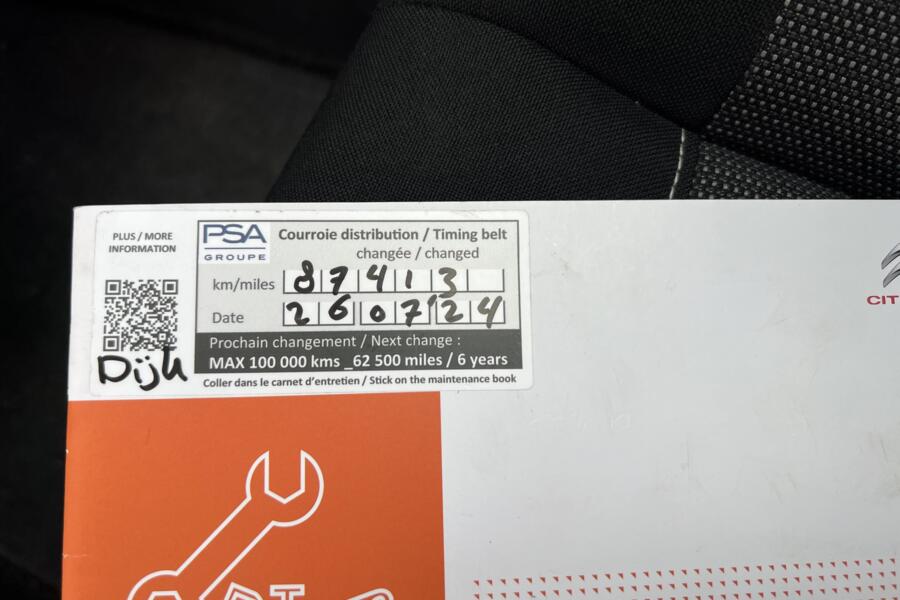 PLUS / MORE
INFORMATION
Dijk
PSA
GROUPE
Courroie distribution / Timing belt
changée / changed
km/miles 87413
Date 260724
Prochain changement / Next change :
MAX 100 000 kms _62 500 miles / 6 years
Coller dans le carnet d'entretien / Stick on the maintenance book
CIT